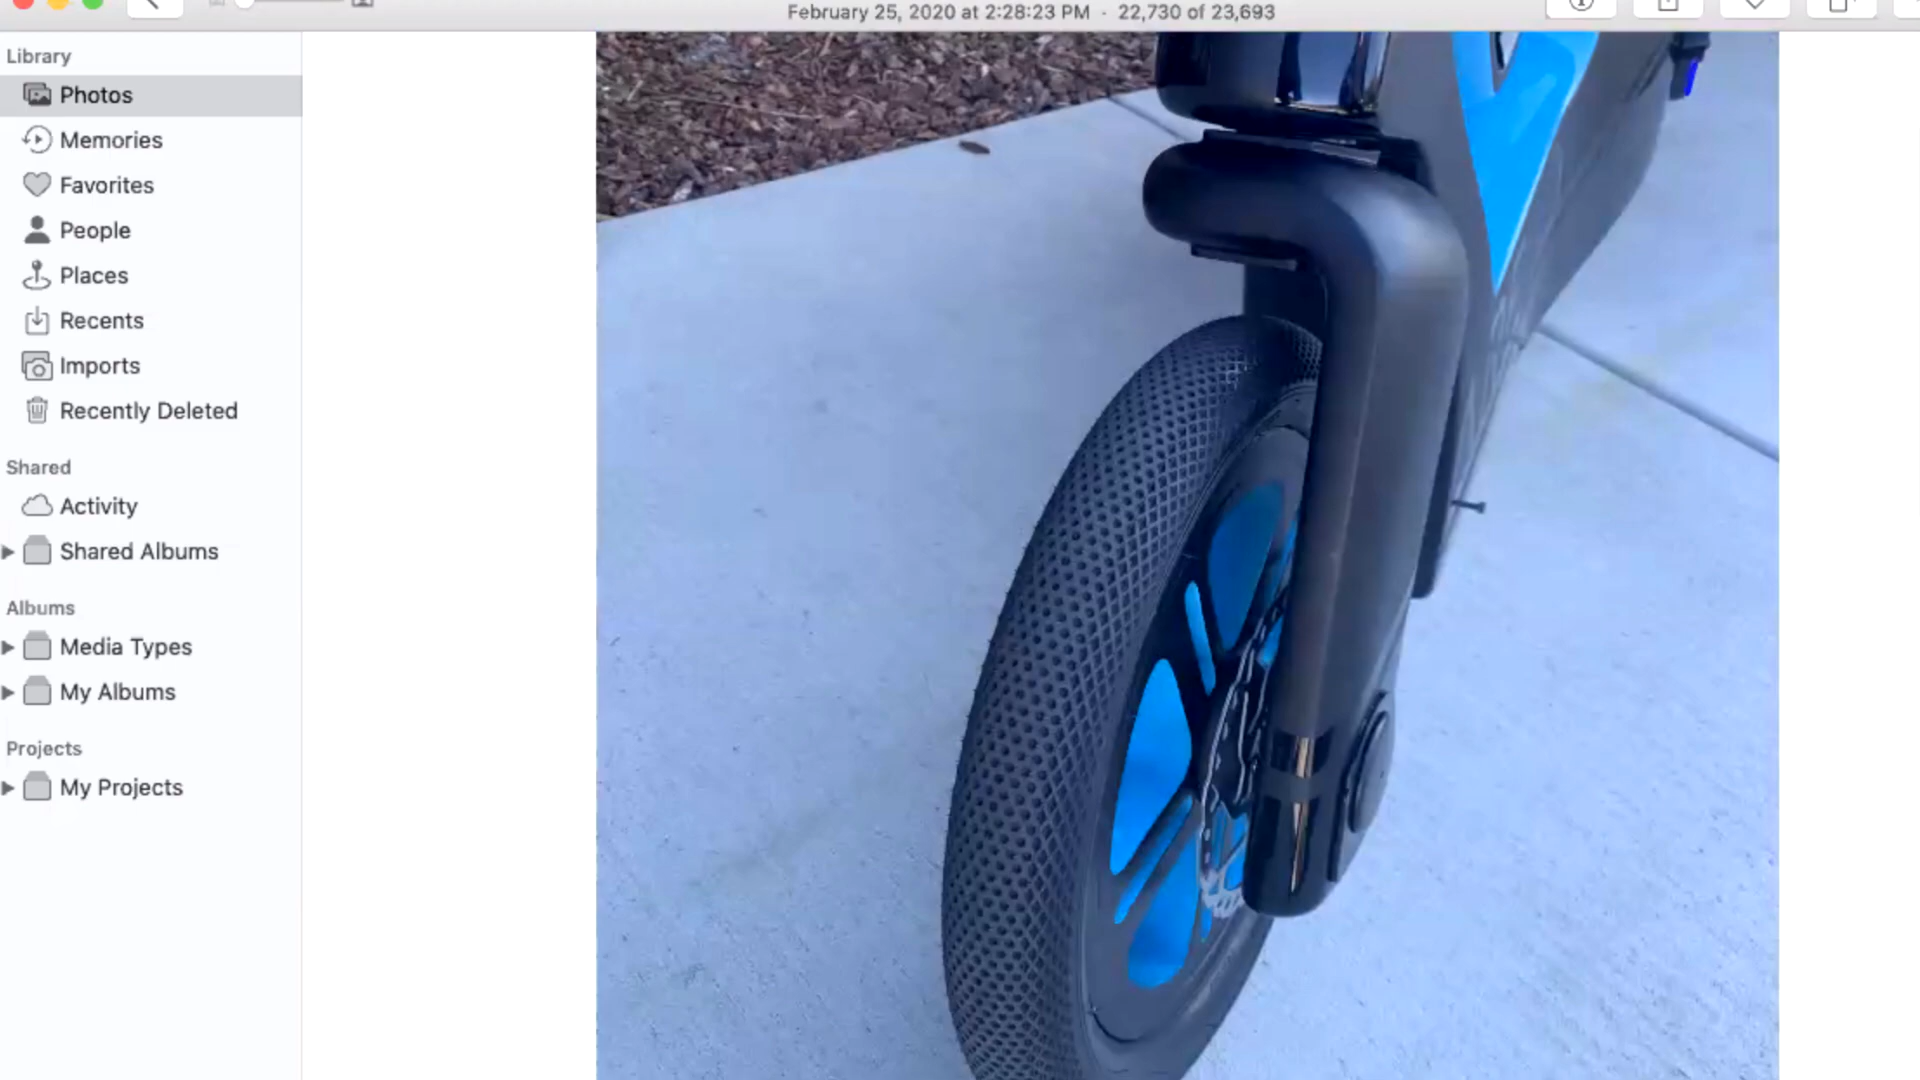 February 25, 2020 at 2:28:23 PM · 22,730 of 23,693
Library
Photos
Memories
Favorites
People
Places
Recents
Imports
Recently Deleted
Shared
Activity
Shared Albums
Albums
Media Types
My Albums
Projects
My Projects